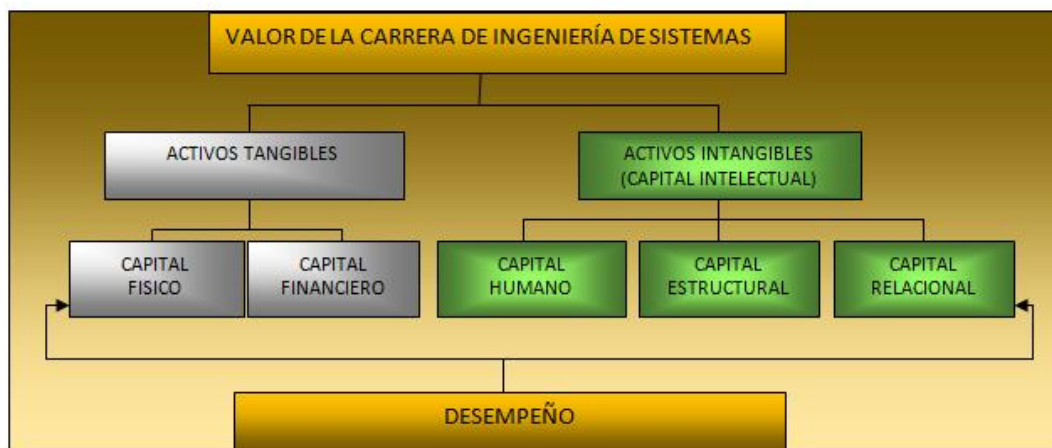 VALOR DE LA CARRERA DE INGENIERÍA DE SISTEMAS
ACTIVOS TANGIBLES
ACTIVOS INTANGIBLES
(CAPITAL INTELECTUAL)
CAPITAL
FISICO
CAPITAL
FINANCIERO
CAPITAL
HUMANO
CAPITAL
ESTRUCTURAL
CAPITAL
RELACIONAL
DESEMPEÑO